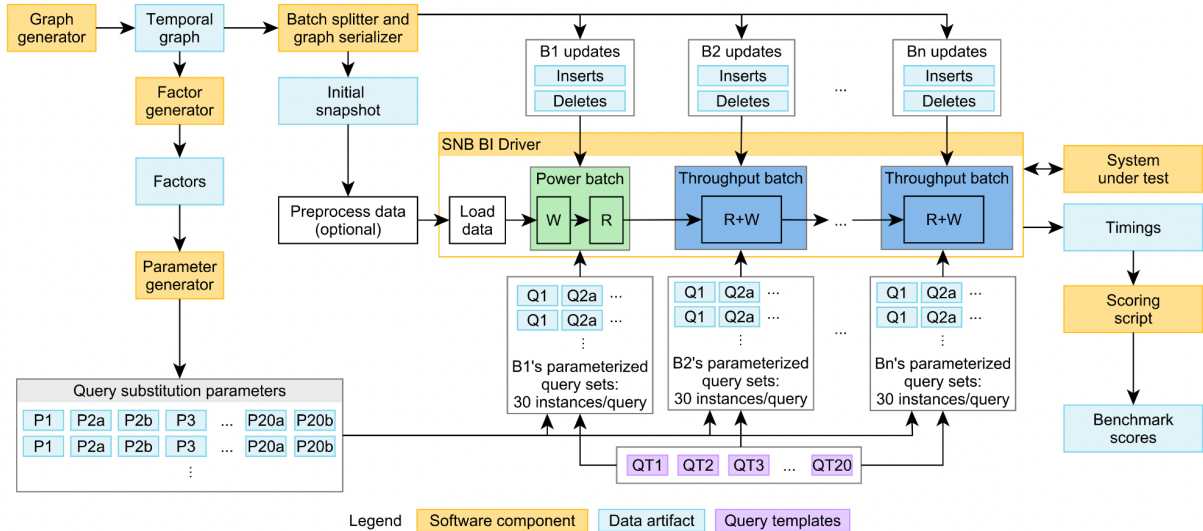 Graph
generator
Temporal
graph
Batch splitter and
graph serializer
B1 updates
Inserts
Deletes
B2 updates
Inserts
Deletes
...
Bn updates
Inserts
Deletes
Factor
generator
Initial
snapshot
Factors
SNB BI Driver
Preprocess data
(optional)
Load
data
Power batch
W
R
Throughput batch
R+W
...
Throughput batch
R+W
System
under test
Timings
Scoring
script
Benchmark
scores
Parameter
generator
Q1 Q2a ...
Q1 Q2a ...
⋮
B1's parameterized
query sets:
30 instances/query
Q1 Q2a ...
Q1 Q2a ...
⋮
B2's parameterized
query sets:
30 instances/query
...
Q1 Q2a ...
Q1 Q2a ...
⋮
Bn's parameterized
query sets:
30 instances/query
Query substitution parameters
P1 P2a P2b P3 ... P20a P20b
P1 P2a P2b P3 ... P20a P20b
⋮
QT1 QT2 QT3 ... QT20
Legend Software component Data artifact Query templates